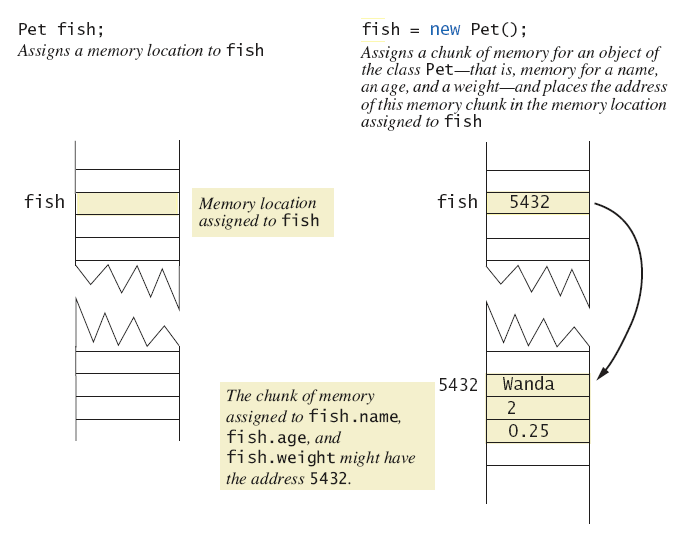 Pet fish;
Assigns a memory location to fish
fish = new Pet();
Assigns a chunk of memory for an object of
the class Pet—that is, memory for a name,
an age, and a weight—and places the address
of this memory chunk in the memory location
assigned to fish
fish
Memory location
assigned to fish
fish
5432
The chunk of memory
assigned to fish.name,
fish.age, and
fish.weight might have
the address 5432.
5432
Wanda
2
0.25